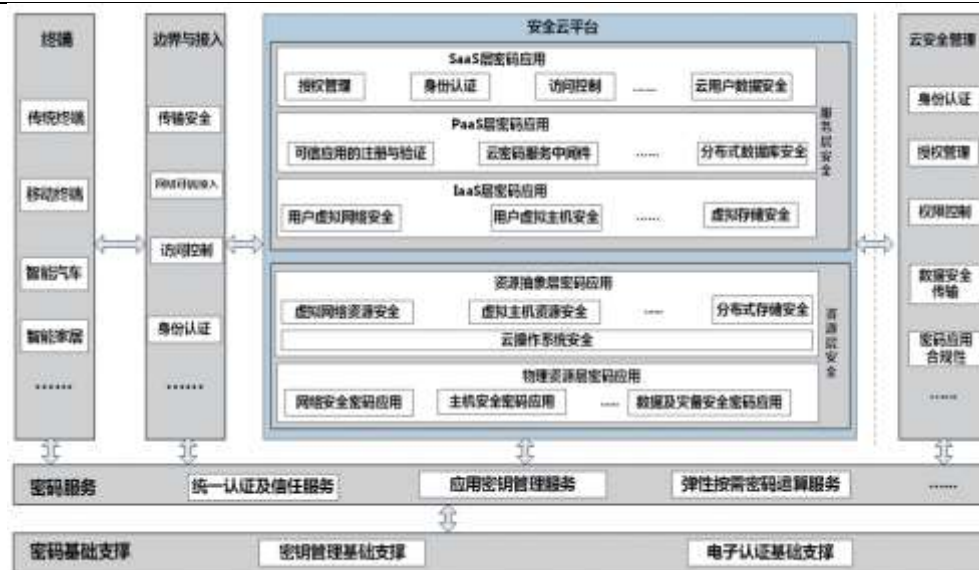 终端
传统终端
移动终端
智能汽车
智能家居
……
边界与接入
传输安全
网络可信接入
访问控制
身份认证
……
安全云平台
SaaS层密码应用
授权管理 身份认证 访问控制 …… 云用户数据安全
PaaS层密码应用
可信应用的注册与验证 云密码服务中间件 …… 分布式数据库安全
IaaS层密码应用
用户虚拟网络安全 用户虚拟主机安全 …… 虚拟存储安全
服务层安全
资源抽象层密码应用
虚拟网络资源安全 虚拟主机资源安全 …… 分布式存储安全
云操作系统安全
物理资源层密码应用
网络安全密码应用 主机安全密码应用 …… 数据及灾备安全密码应用
资源层安全
云安全管理
身份认证
授权管理
权限控制
数据安全
传输
密码应用
合规性
……
密码服务 统一认证及信任服务 应用密钥管理服务 弹性按需密码运算服务 ……
密码基础支撑 密钥管理基础支撑 电子认证基础支撑